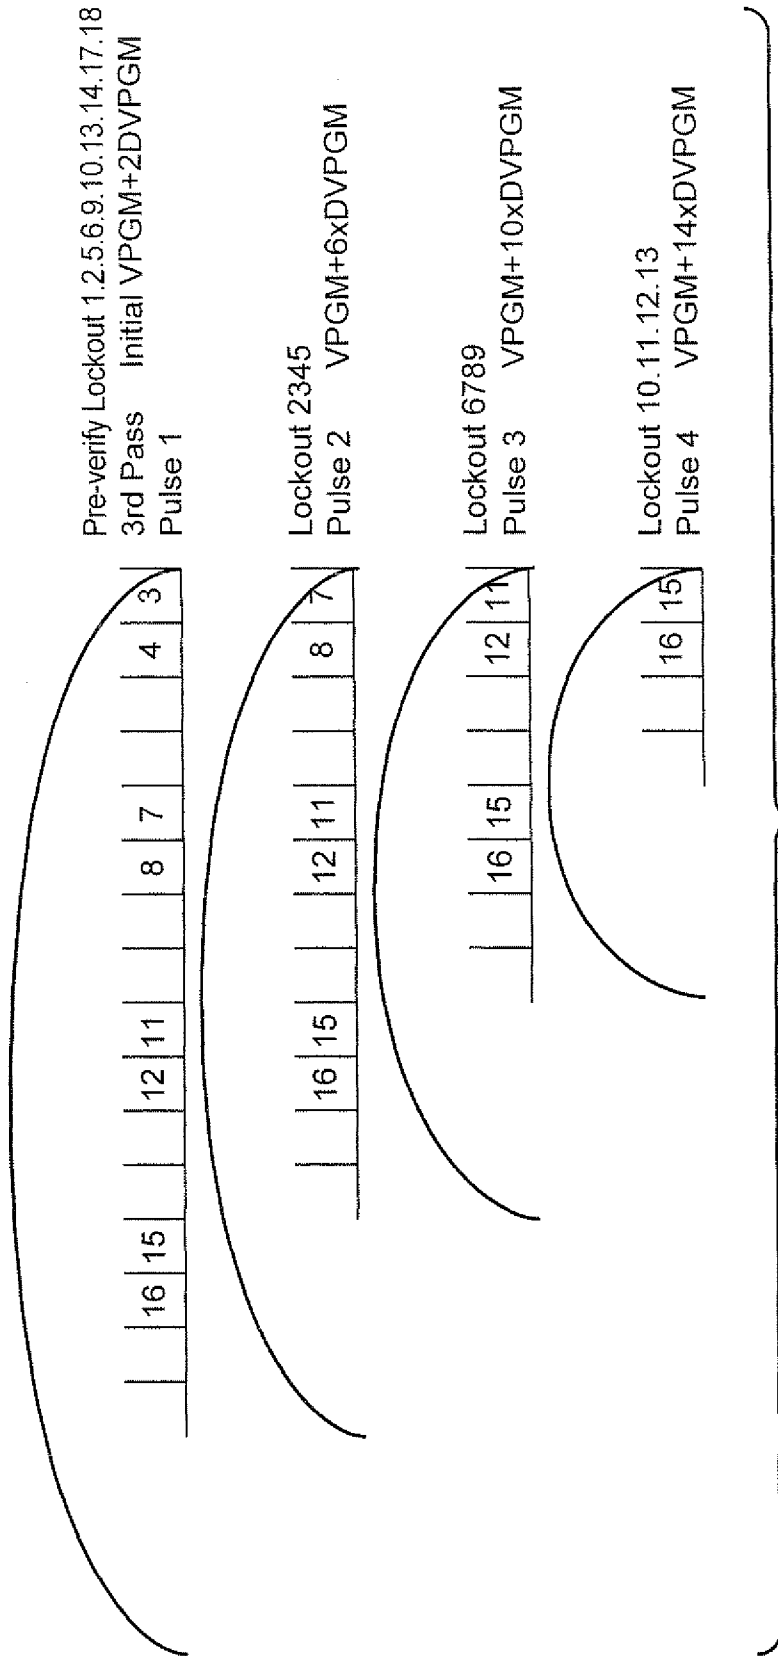 Pre-verify Lockout 1.2.5.6.9.10.13.14.17.18
3rd Pass Initial VPGM+2DVPGM
Pulse 1
16 15 12 11 8 7 4 3
Lockout 2345
Pulse 2 VPGM+6xDVPGM
16 15 12 11 8 7
Lockout 6789
Pulse 3 VPGM+10xDVPGM
16 15 12 11
Lockout 10.11.12.13
Pulse 4 VPGM+14xDVPGM
16 15